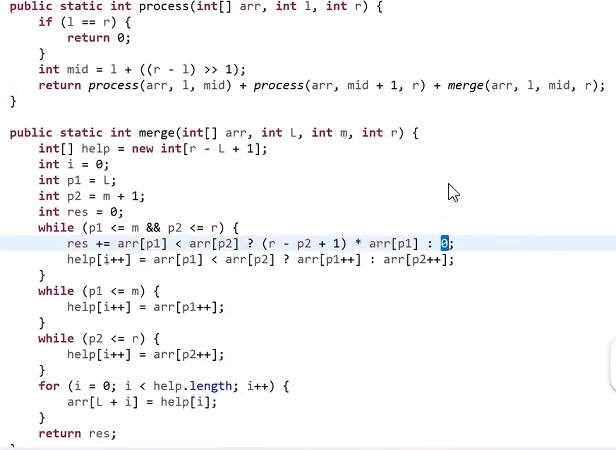 public static int process(int[] arr, int l, int r) {
    if (l == r) {
        return 0;
    }
    int mid = l + ((r - l) >> 1);
    return process(arr, l, mid) + process(arr, mid + 1, r) + merge(arr, l, mid, r);
}
public static int merge(int[] arr, int L, int m, int r) {
    int[] help = new int[r - L + 1];
    int i = 0;
    int p1 = L;
    int p2 = m + 1;
    int res = 0;
    while (p1 <= m && p2 <= r) {
        res += arr[p1] < arr[p2] ? (r - p2 + 1) * arr[p1] : 0;
        help[i++] = arr[p1] < arr[p2] ? arr[p1++] : arr[p2++];
    }
    while (p1 <= m) {
        help[i++] = arr[p1++];
    }
    while (p2 <= r) {
        help[i++] = arr[p2++];
    }
    for (i = 0; i < help.length; i++) {
        arr[L + i] = help[i];
    }
    return res;